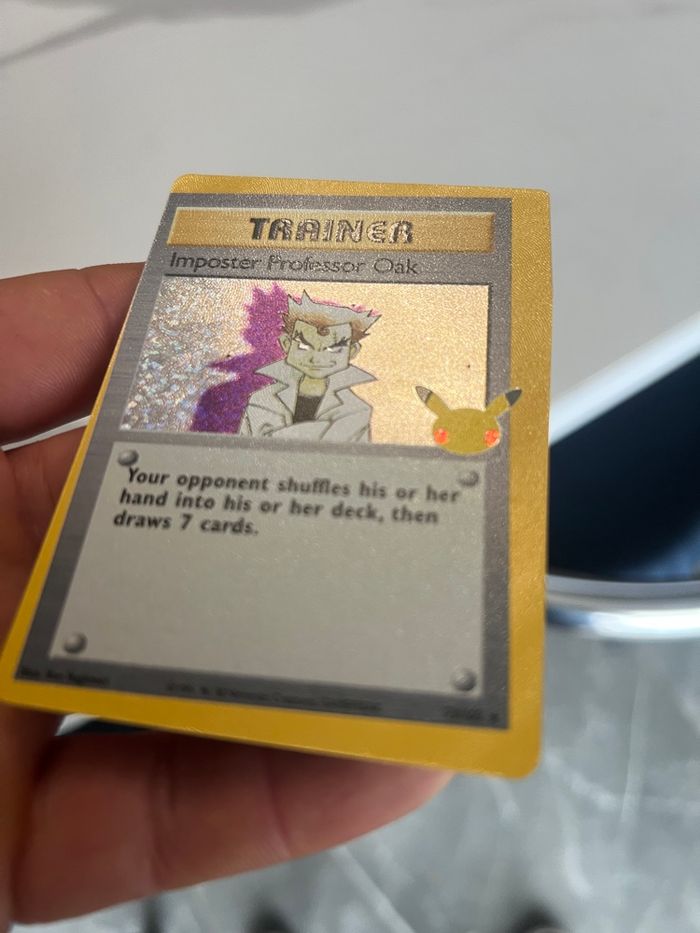 TRAINER
Imposter Professor Oak
Your opponent shuffles his or her
hand into his or her deck, then
draws 7 cards.